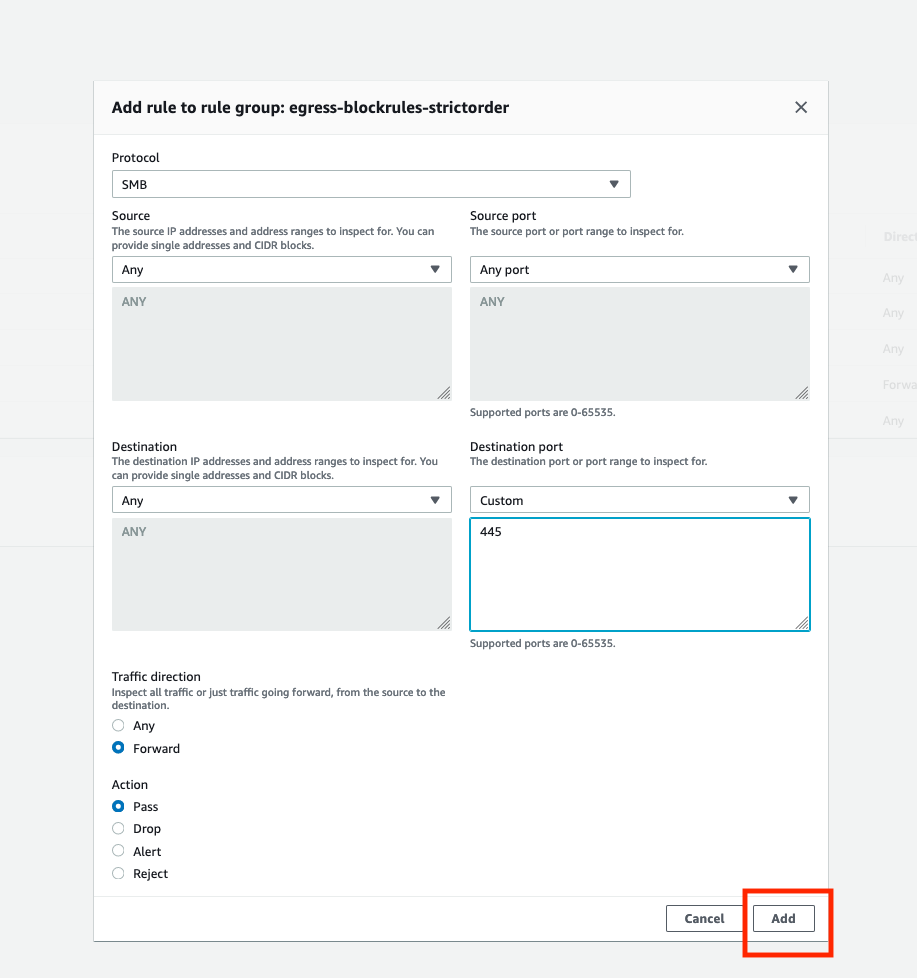 Add rule to rule group: egress-blockrules-strictorder
Protocol
SMB
Source
The source IP addresses and address ranges to inspect for. You can
provide single addresses and CIDR blocks.
Any
ANY
Source port
The source port or port range to inspect for.
Any port
ANY
Supported ports are 0-65535.
Destination
The destination IP addresses and address ranges to inspect for. You
can provide single addresses and CIDR blocks.
Any
ANY
Destination port
The destination port or port range to inspect for.
Custom
445
Supported ports are 0-65535.
Traffic direction
Inspect all traffic or just traffic going forward, from the source to the
destination.
Any
Forward
Action
Pass
Drop
Alert
Reject
Cancel
Add
Direct
Any
Any
Any
Forwa
Any